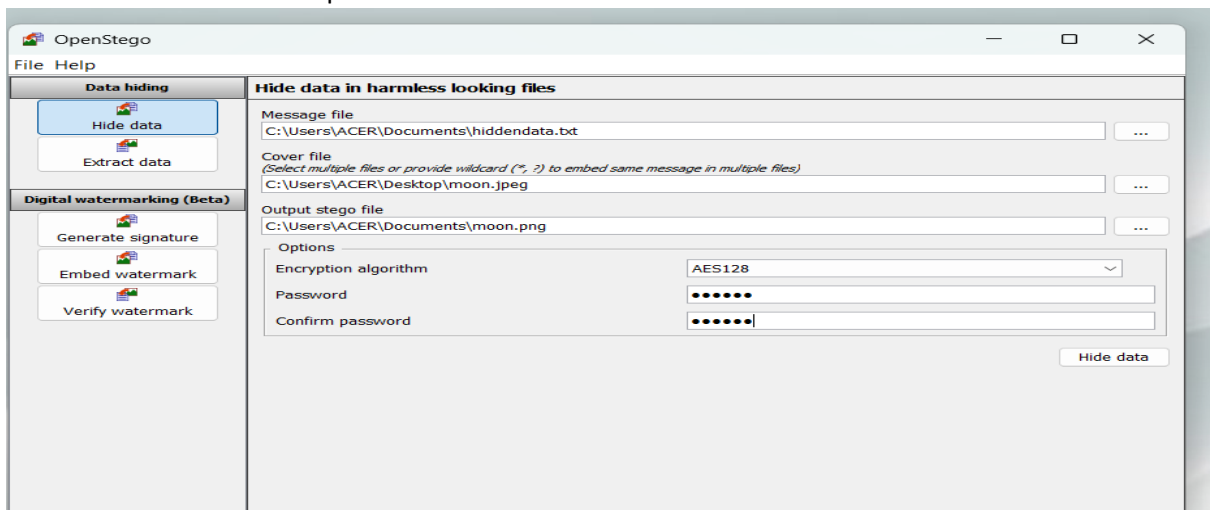 OpenStego
File Help
Data hiding
Hide data
Extract data
Digital watermarking (Beta)
Generate signature
Embed watermark
Verify watermark
Hide data in harmless looking files
Message file
C:\Users\ACER\Documents\hiddendata.txt
...
Cover file
(Select multiple files or provide wildcard (*, ?) to embed same message in multiple files)
C:\Users\ACER\Desktop\moon.jpeg
...
Output stego file
C:\Users\ACER\Documents\moon.png
...
Options
Encryption algorithm
AES128
Password
●●●●●●
Confirm password
●●●●●●
Hide data